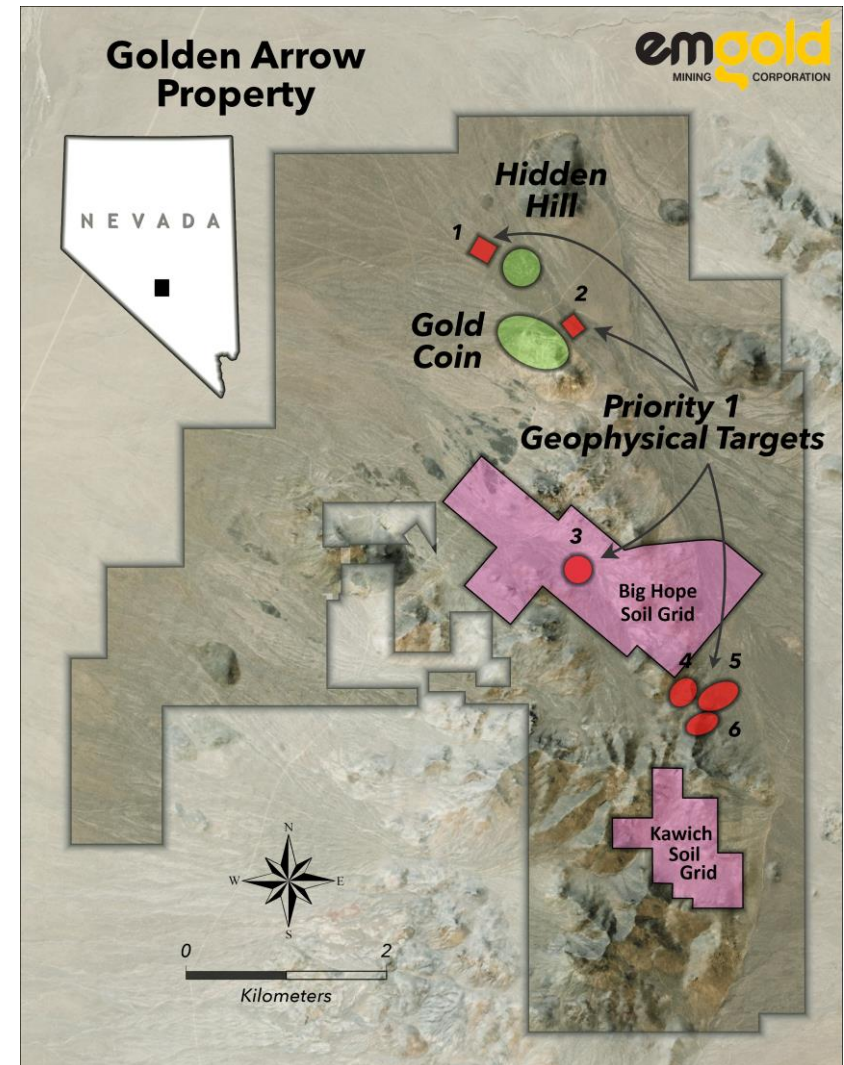 Golden Arrow
Property
emgold
MINING CORPORATION
NEVADA
Hidden
Hill
1
2
Gold
Coin
Priority 1
Geophysical Targets
3
Big Hope
Soil Grid
4 5
6
Kawich
Soil
Grid
N
W E
S
0 2
Kilometers